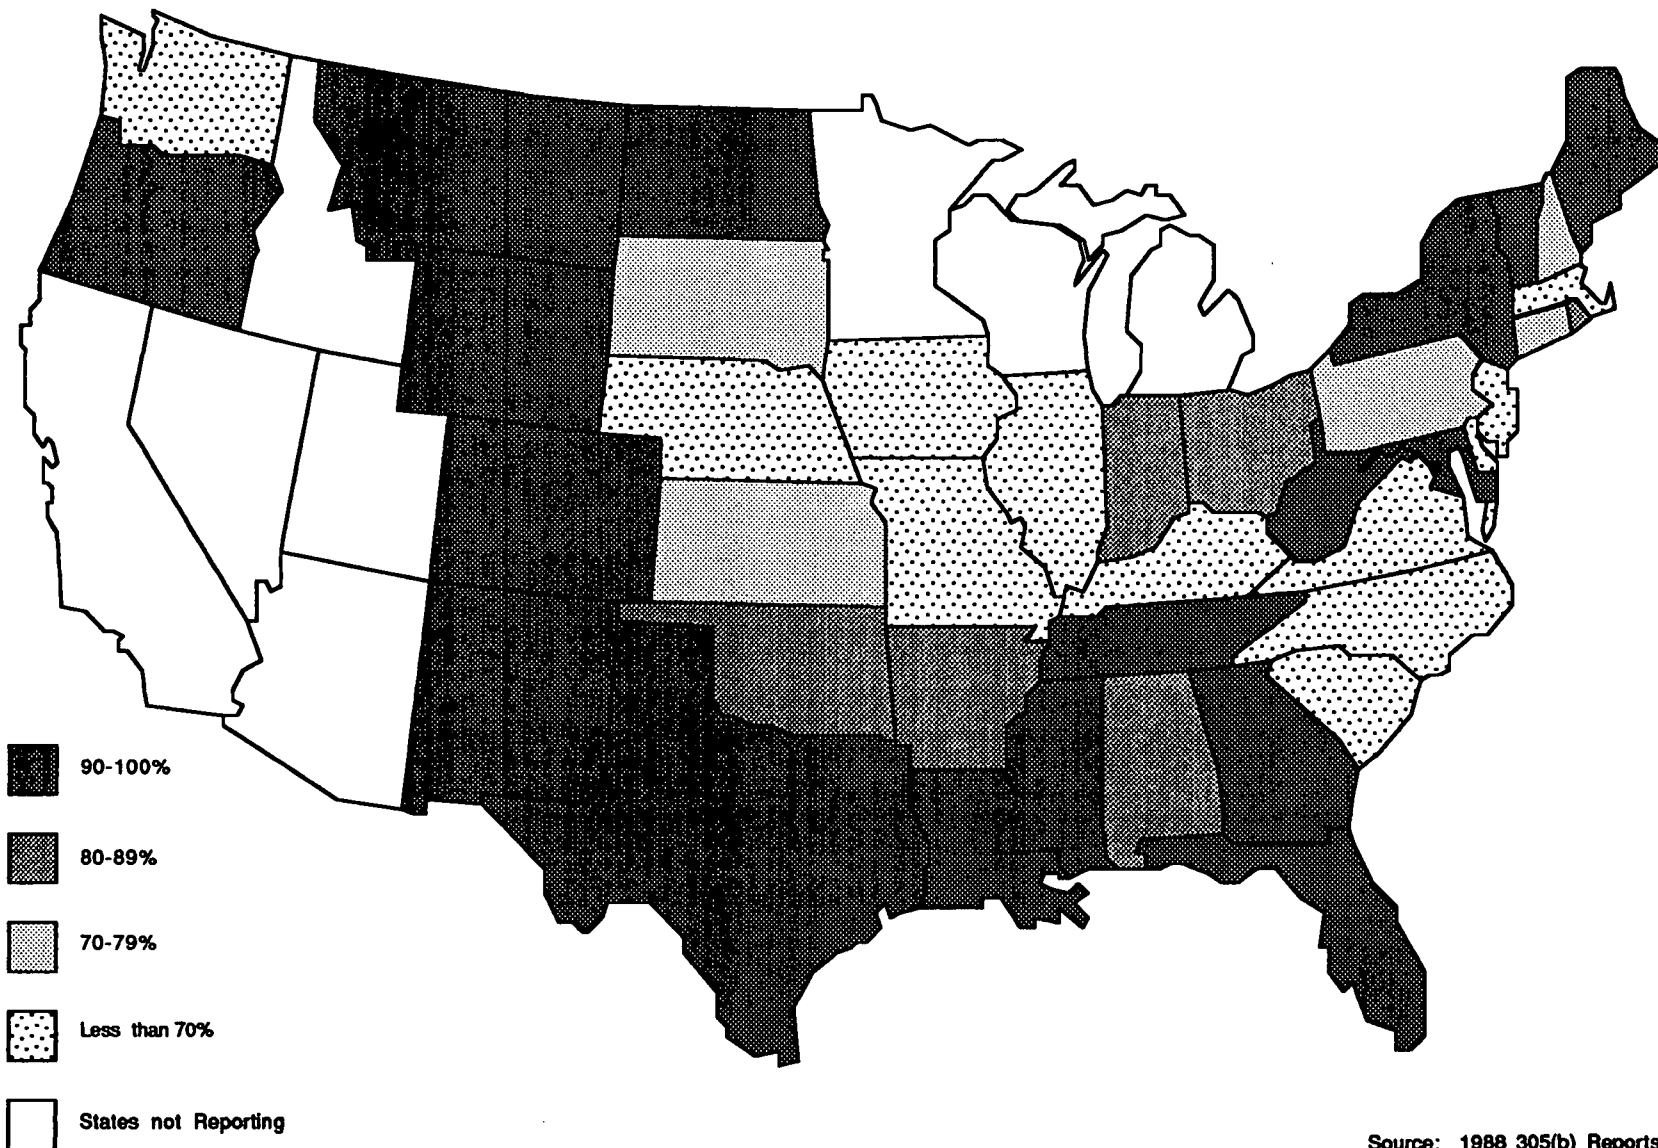 90-100%
80-89%
70-79%
Less than 70%
States not Reporting
Source: 1988 305(b) Reports